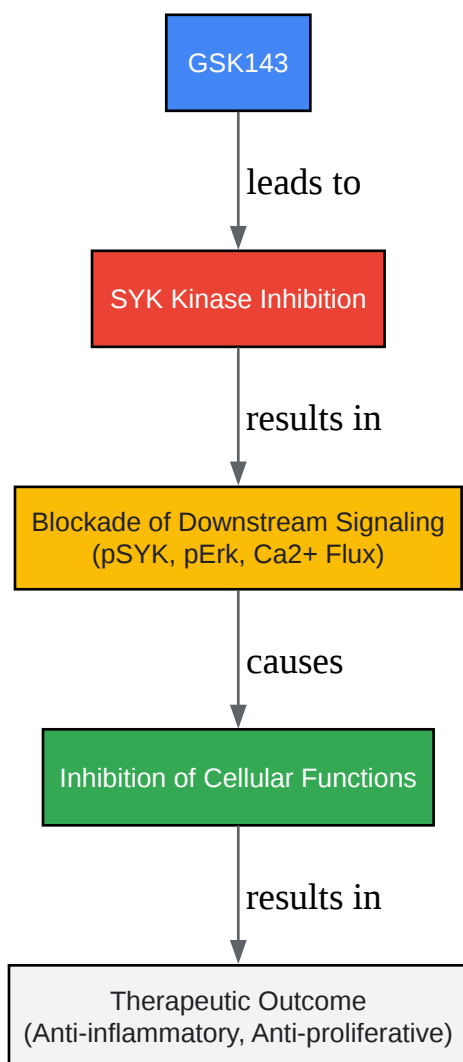 GSK143
leads to
SYK Kinase Inhibition
results in
Blockade of Downstream Signaling
(pSYK, pErk, Ca2+ Flux)
causes
Inhibition of Cellular Functions
results in
Therapeutic Outcome
(Anti-inflammatory, Anti-proliferative)